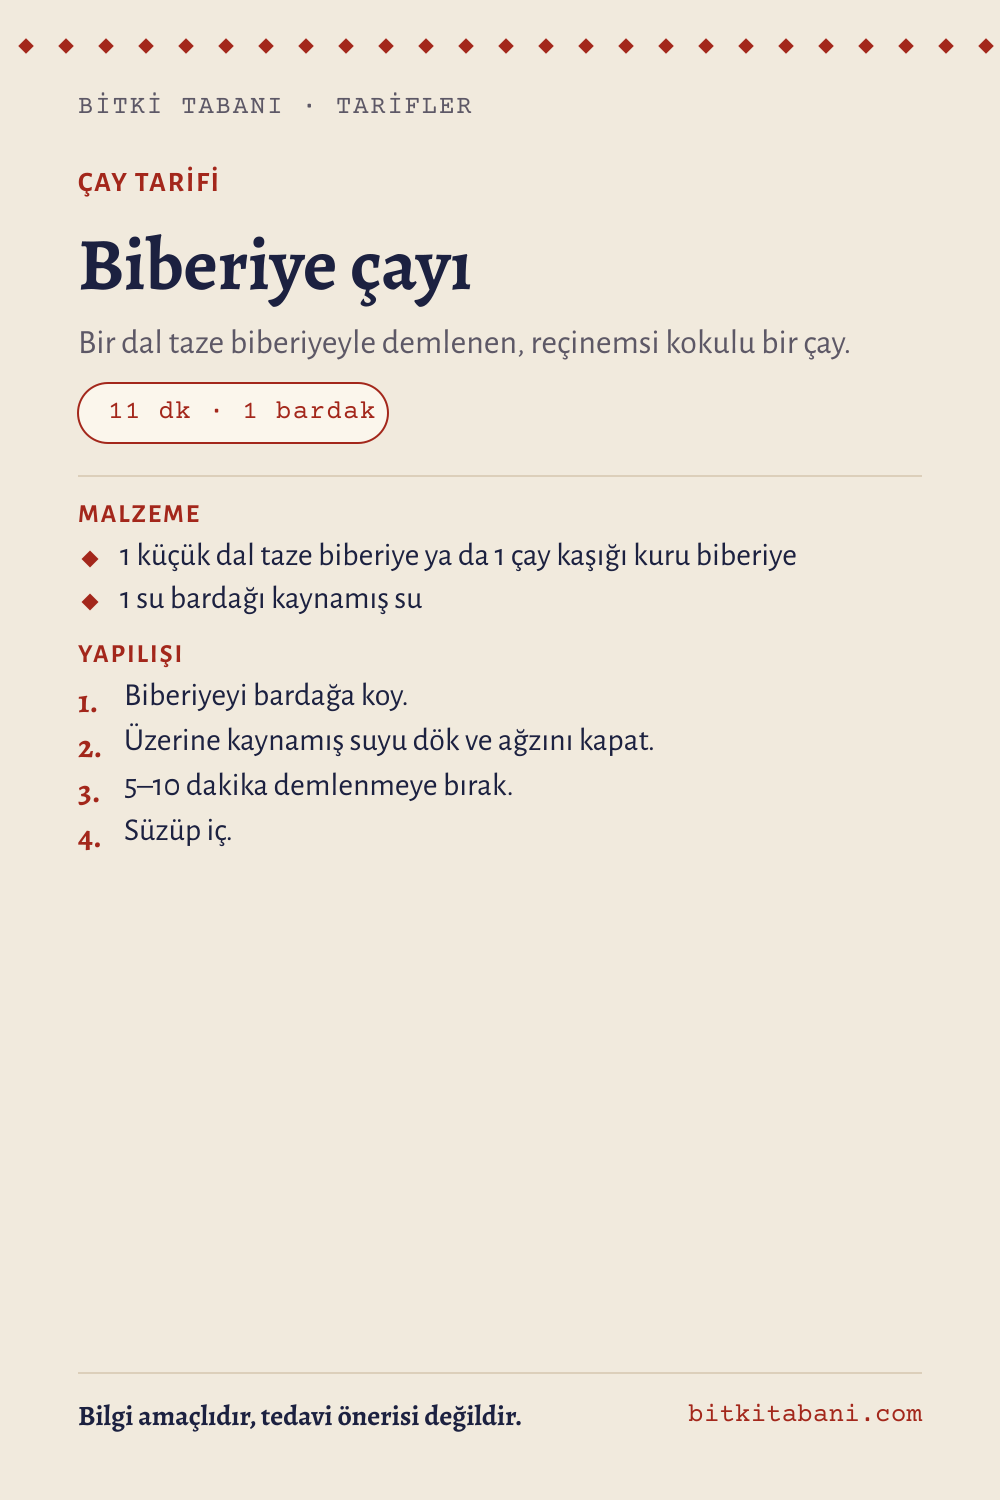 BİTKİ TABANI · TARİFLER
ÇAY TARİFİ
Biberiye çayı
Bir dal taze biberiyeyle demlenen, reçinemsi kokulu bir çay.
11 dk · 1 bardak
MALZEME
◆ 1 küçük dal taze biberiye ya da 1 çay kaşığı kuru biberiye
◆ 1 su bardağı kaynamış su
YAPILIŞI
1. Biberiyeyi bardağa koy.
2. Üzerine kaynamış suyu dök ve ağzını kapat.
3. 5–10 dakika demlenmeye bırak.
4. Süzüp iç.
Bilgi amaçlıdır, tedavi önerisi değildir.
bitkitabani.com